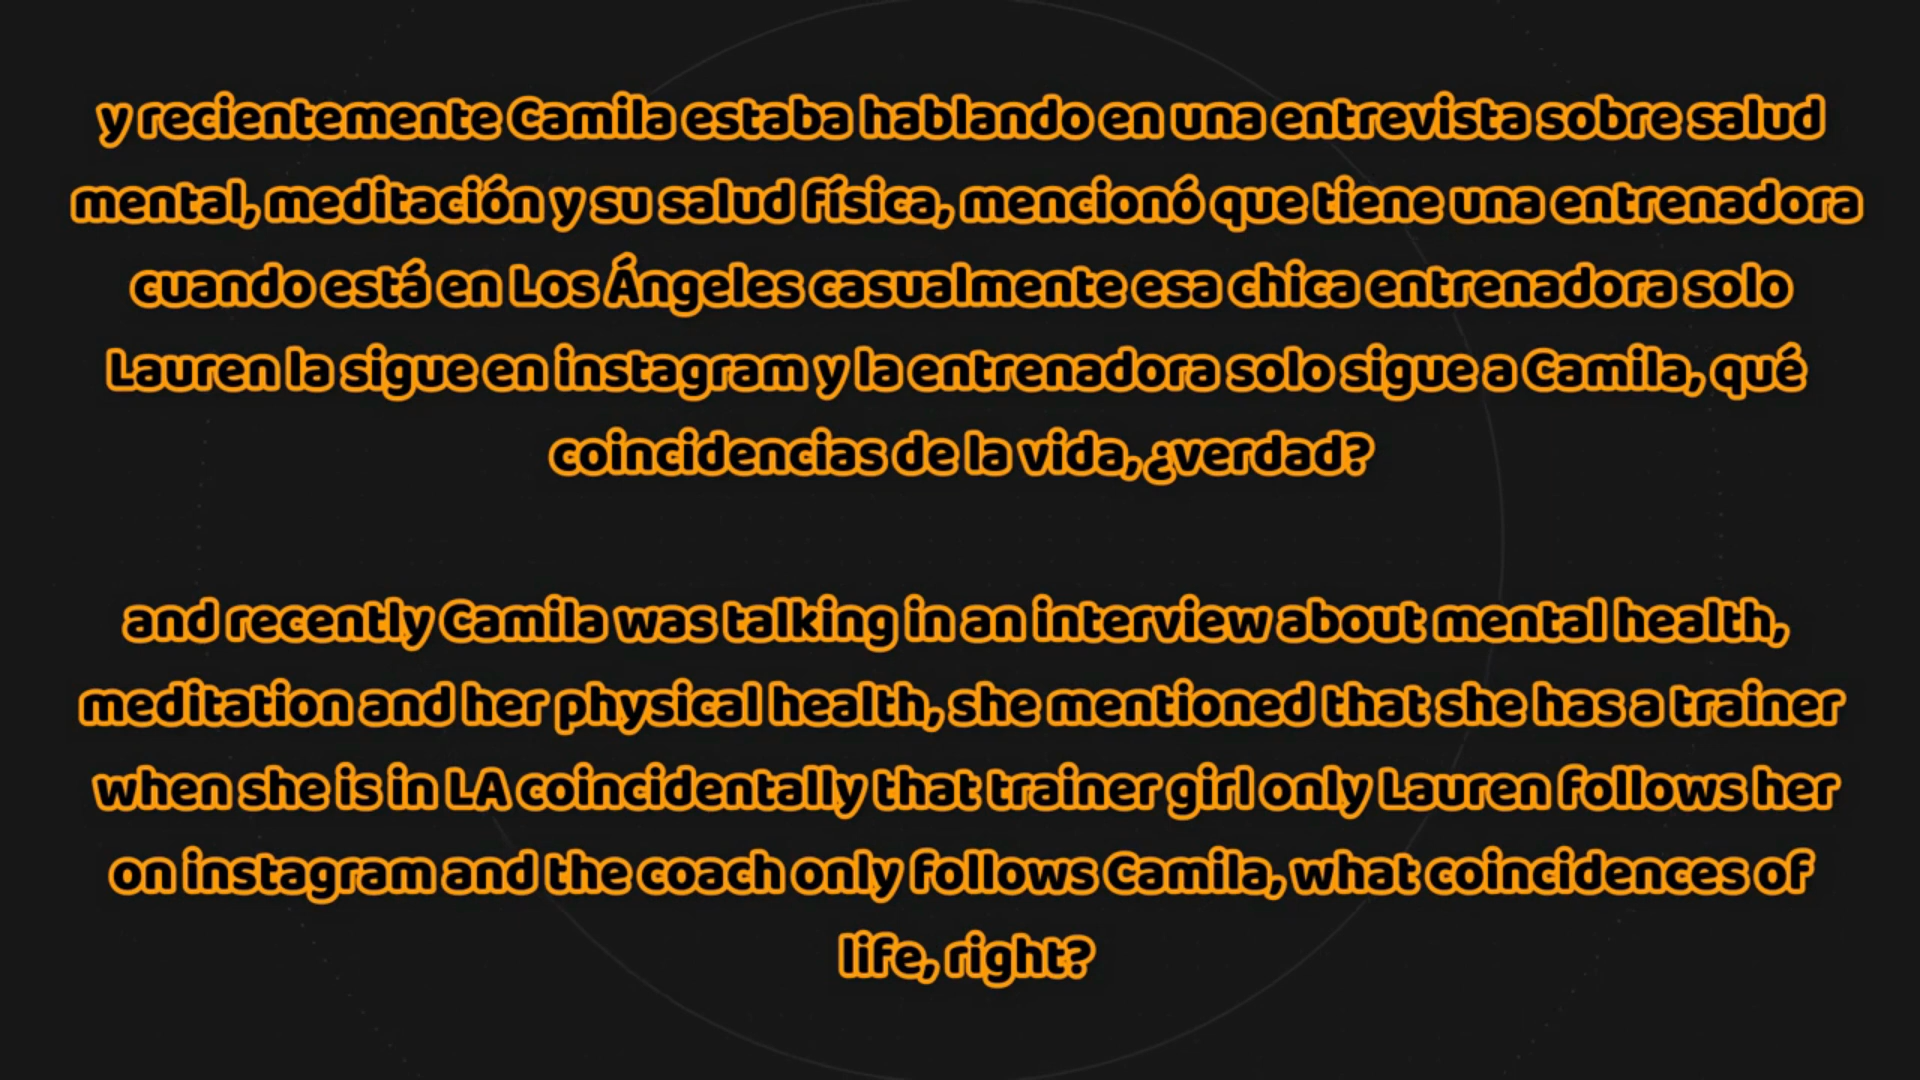 y recientemente Camila estaba hablando en una entrevista sobre salud
mental, meditación y su salud física, mencionó que tiene una entrenadora
cuando está en Los Ángeles casualmente esa chica entrenadora solo
Lauren la sigue en instagram y la entrenadora solo sigue a Camila, qué
coincidencias de la vida, ¿verdad?
and recently Camila was talking in an interview about mental health,
meditation and her physical health, she mentioned that she has a trainer
when she is in LA coincidentally that trainer girl only Lauren follows her
on instagram and the coach only follows Camila, what coincidences of
life, right?